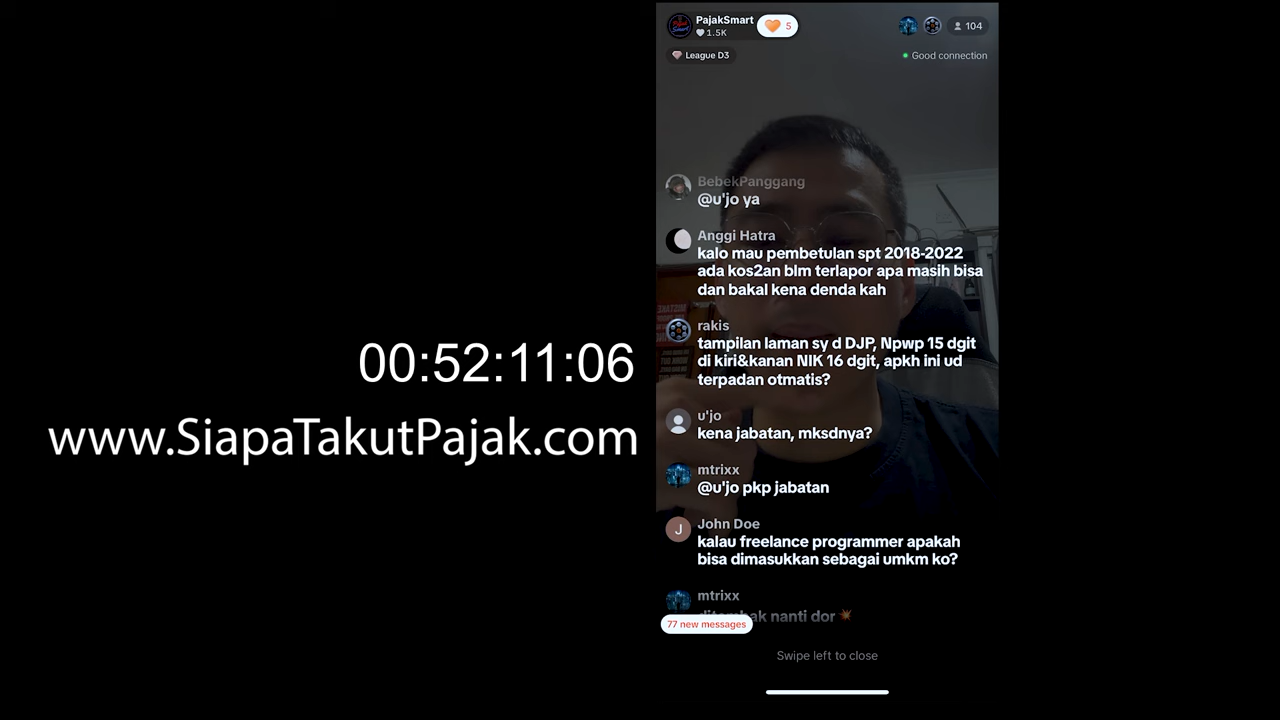 00:52:11:06
www.SiapaTakutPajak.com
PajakSmart
1.5K
5
104
League D3
Good connection
BebekPanggang
@u'jo ya
Anggi Hatra
kalo mau pembetulan spt 2018-2022
ada kos2an blm terlapor apa masih bisa
dan bakal kena denda kah
rakis
tampilan laman sy d DJP, Npwp 15 dgit
di kiri&kanan NIK 16 dgit, apkh ini ud
terpadan otmatis?
u'jo
kena jabatan, mksdnya?
mtrixx
@u'jo pkp jabatan
J
John Doe
kalau freelance programmer apakah
bisa dimasukkan sebagai umkm ko?
mtrixx
nanti dor 💥
77 new messages
Swipe left to close